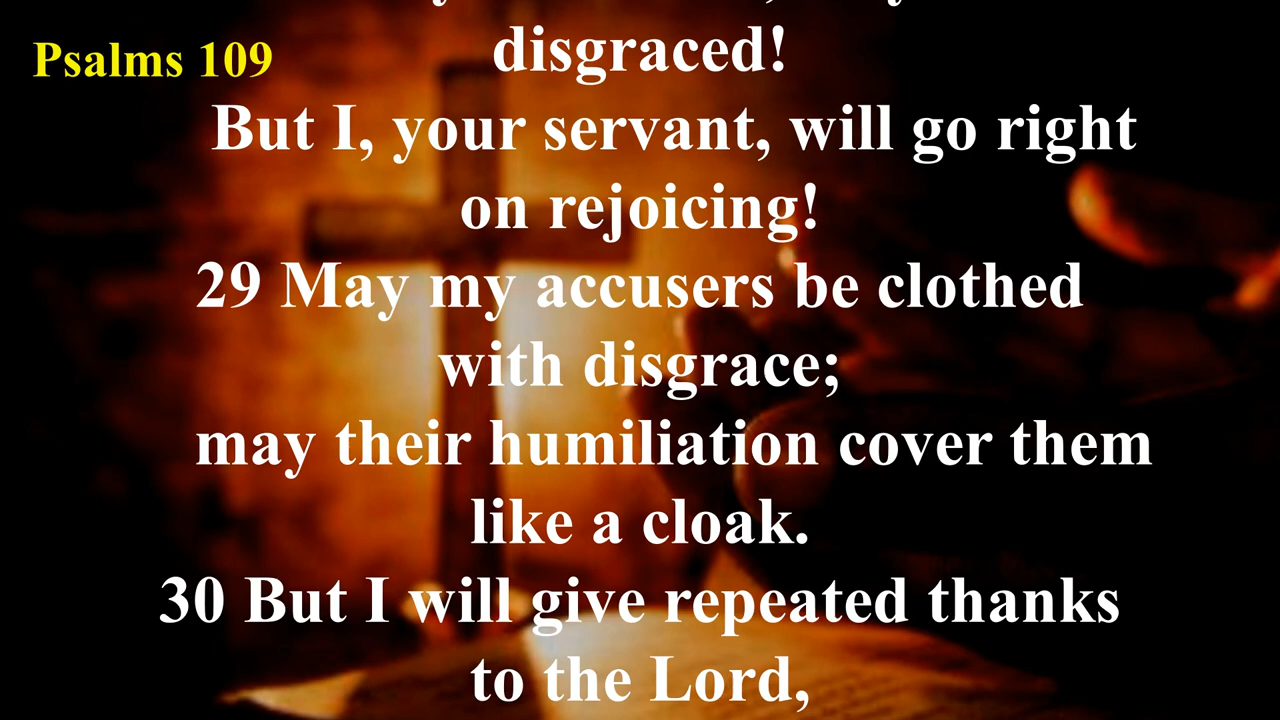 Psalms 109
disgraced!
But I, your servant, will go right
on rejoicing!
29 May my accusers be clothed
with disgrace;
may their humiliation cover them
like a cloak.
30 But I will give repeated thanks
to the Lord,